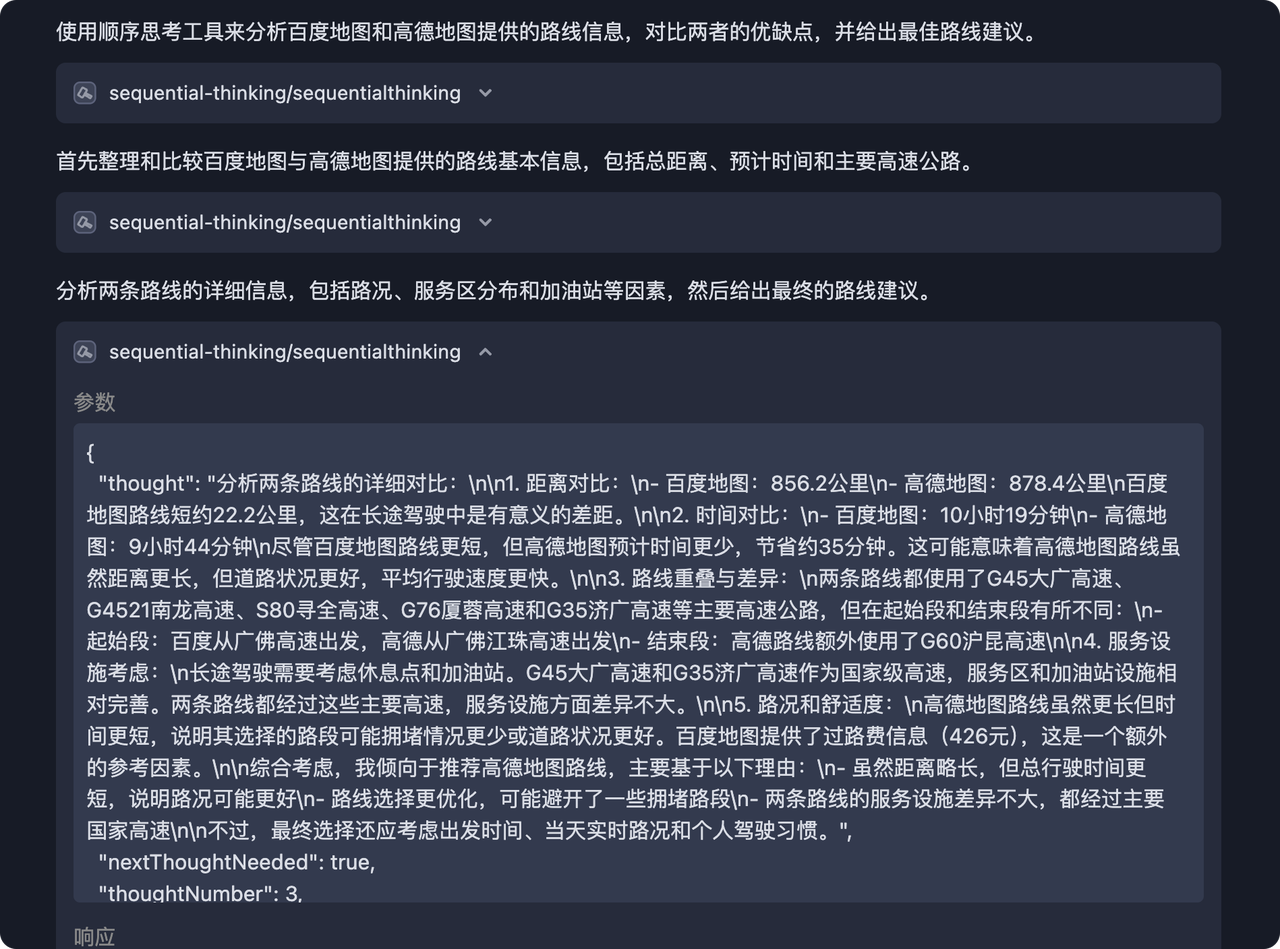 使用顺序思考工具来分析百度地图和高德地图提供的路线信息，对比两者的优缺点，并给出最佳路线建议。
sequential-thinking/sequentialthinking
首先整理和比较百度地图与高德地图提供的路线基本信息，包括总距离、预计时间和主要高速公路。
sequential-thinking/sequentialthinking
分析两条路线的详细信息，包括路况、服务区分布和加油站等因素，然后给出最终的路线建议。
sequential-thinking/sequentialthinking
参数
{
"thought": "分析两条路线的详细对比：\n\n1. 距离对比：\n- 百度地图：856.2公里\n- 高德地图：878.4公里\n百度
地图路线短约22.2公里，这在长途驾驶中是有意义的差距。\n\n2. 时间对比：\n- 百度地图：10小时19分钟\n- 高德地
图：9小时44分钟\n尽管百度地图路线更短，但高德地图预计时间更少，节省约35分钟。这可能意味着高德地图路线虽
然距离更长，但道路状况更好，平均行驶速度更快。\n\n3. 路线重叠与差异：\n两条路线都使用了G45大广高速、
G4521南龙高速、S80寻全高速、G76厦蓉高速和G35济广高速等主要高速公路，但在起始段和结束段有所不同：\n-
起始段：百度从广佛高速出发，高德从广佛江珠高速出发\n- 结束段：高德路线额外使用了G60沪昆高速\n\n4. 服务设
施考虑：\n长途驾驶需要考虑休息点和加油站。G45大广高速和G35济广高速作为国家级高速，服务区和加油站设施相
对完善。两条路线都经过这些主要高速，服务设施方面差异不大。\n\n5. 路况和舒适度：\n高德地图路线虽然更长但时
间更短，说明其选择的路段可能拥堵情况更少或道路状况更好。百度地图提供了过路费信息（426元），这是一个额外
的参考因素。\n\n综合考虑，我倾向于推荐高德地图路线，主要基于以下理由：\n- 虽然距离略长，但总行驶时间更
短，说明路况可能更好\n- 路线选择更优化，可能避开了一些拥堵路段\n- 两条路线的服务设施差异不大，都经过主要
国家高速\n\n不过，最终选择还应考虑出发时间、当天实时路况和个人驾驶习惯。",
"nextThoughtNeeded": true,
"thoughtNumber": 3,
响应